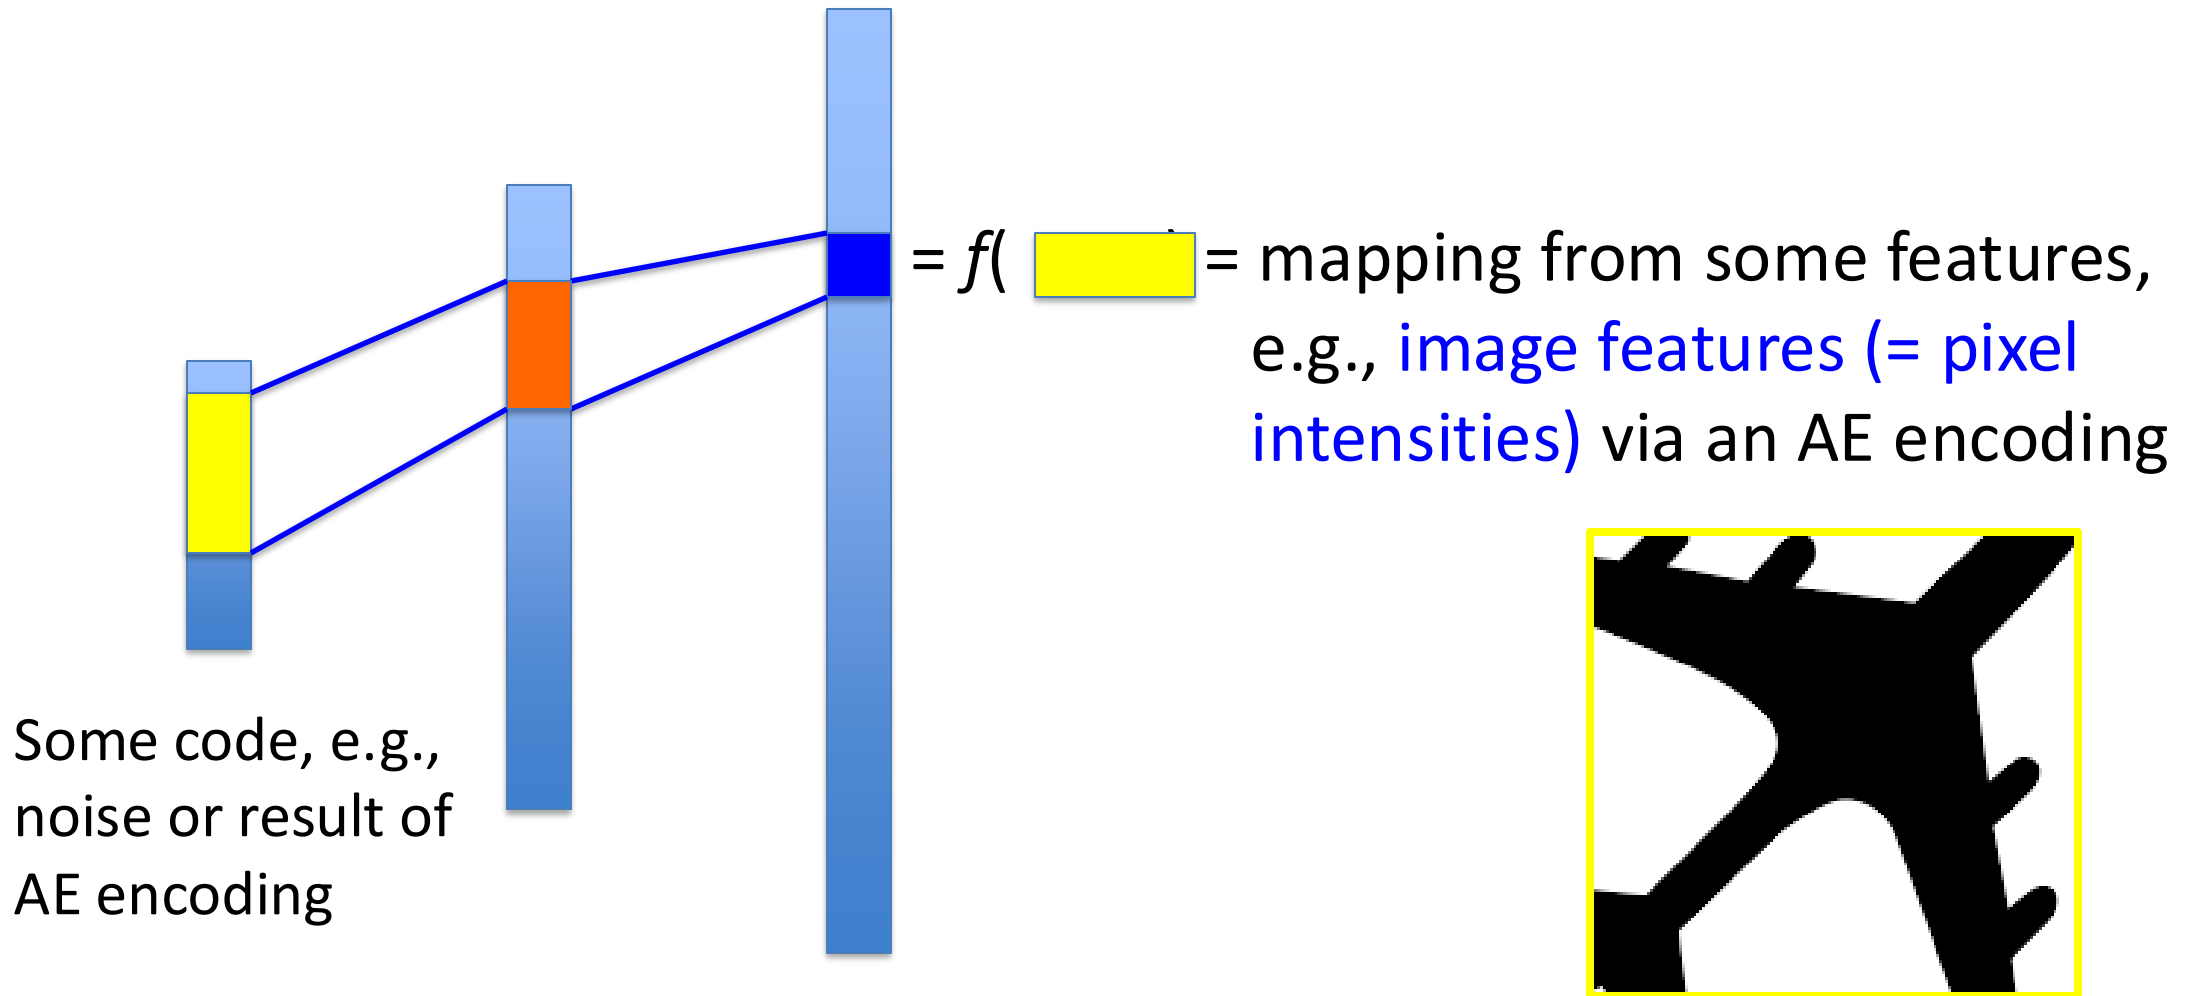 = f( ) = mapping from some features,
e.g., image features (= pixel
intensities) via an AE encoding
Some code, e.g.,
noise or result of
AE encoding